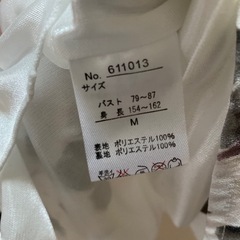 No. 611013
サイズ
バスト 79～87
身長 154～162
M
表地 ポリエステル100%
裏地 ポリエステル100%